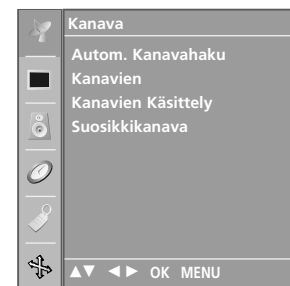 Kanava
Autom. Kanavahaku
Kanavien
Kanavien Käsittely
Suosikkikanava
▲▼ ◄► OK MENU